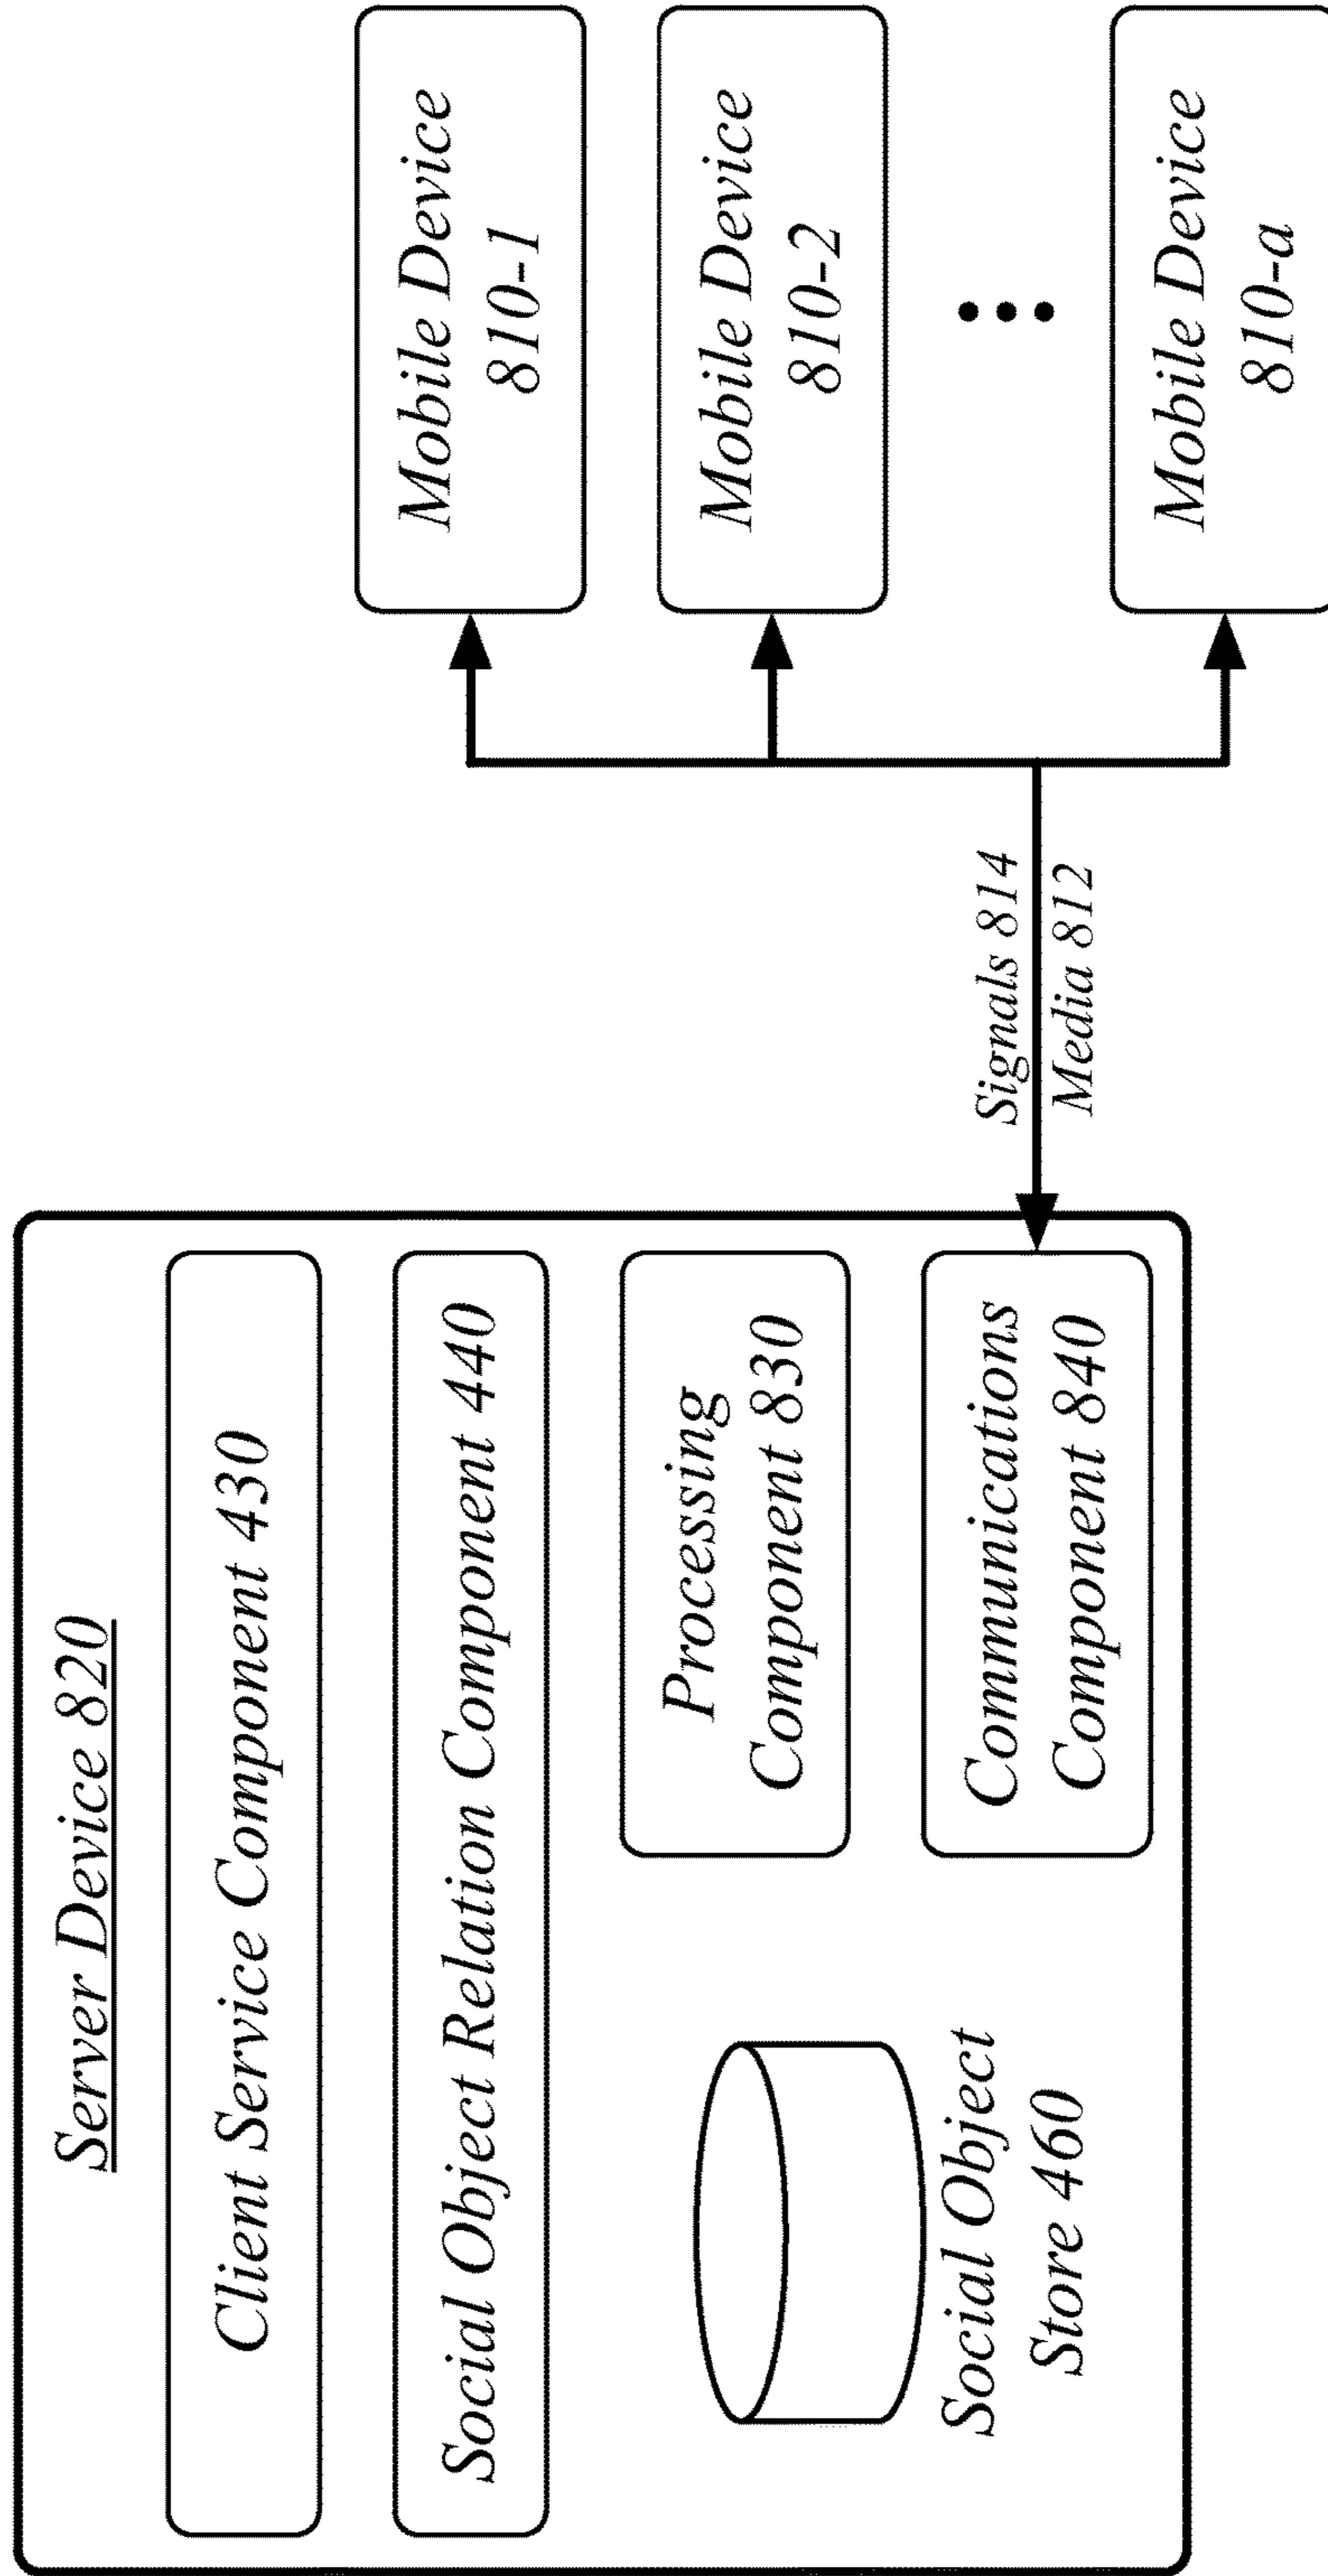 Server Device 820
Client Service Component 430
Social Object Relation Component 440
Processing
Component 830
Social Object
Store 460
Communications
Component 840
Signals 814
Media 812
Mobile Device
810-1
Mobile Device
810-2
Mobile Device
810-a